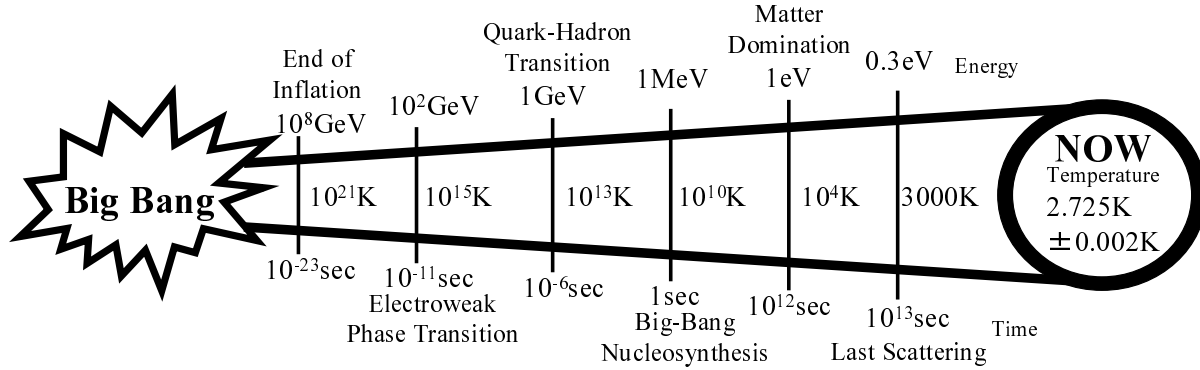 Big Bang
End of
Inflation
10⁸GeV
10²¹K
10⁻²³sec
10²GeV
10¹⁵K
10⁻¹¹sec
Electroweak
Phase Transition
Quark-Hadron
Transition
1GeV
10¹³K
10⁻⁶sec
1MeV
10¹⁰K
1sec
Big-Bang
Nucleosynthesis
Matter
Domination
1eV
10⁴K
10¹²sec
0.3eV
3000K
10¹³sec
Last Scattering
Energy
Time
NOW
Temperature
2.725K
±0.002K